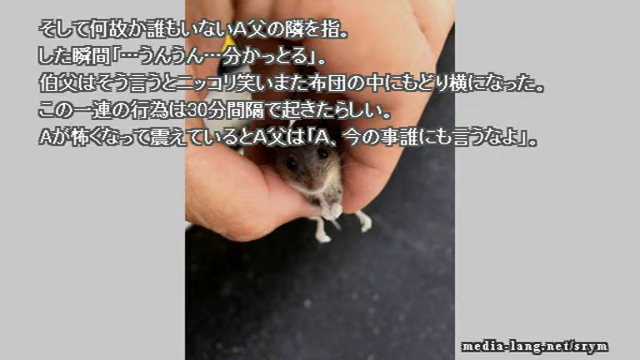 そして何故か誰もいないA父の隣を指。
した瞬間「…うんうん…分かっとる」。
伯父はそう言うとニッコリ笑いまた布団の中にもどり横になった。
この一連の行為は30分間隔で起きたらしい。
Aが怖くなって震えているとA父は「A、今の事誰にも言うなよ」。
media-lang.net/srym